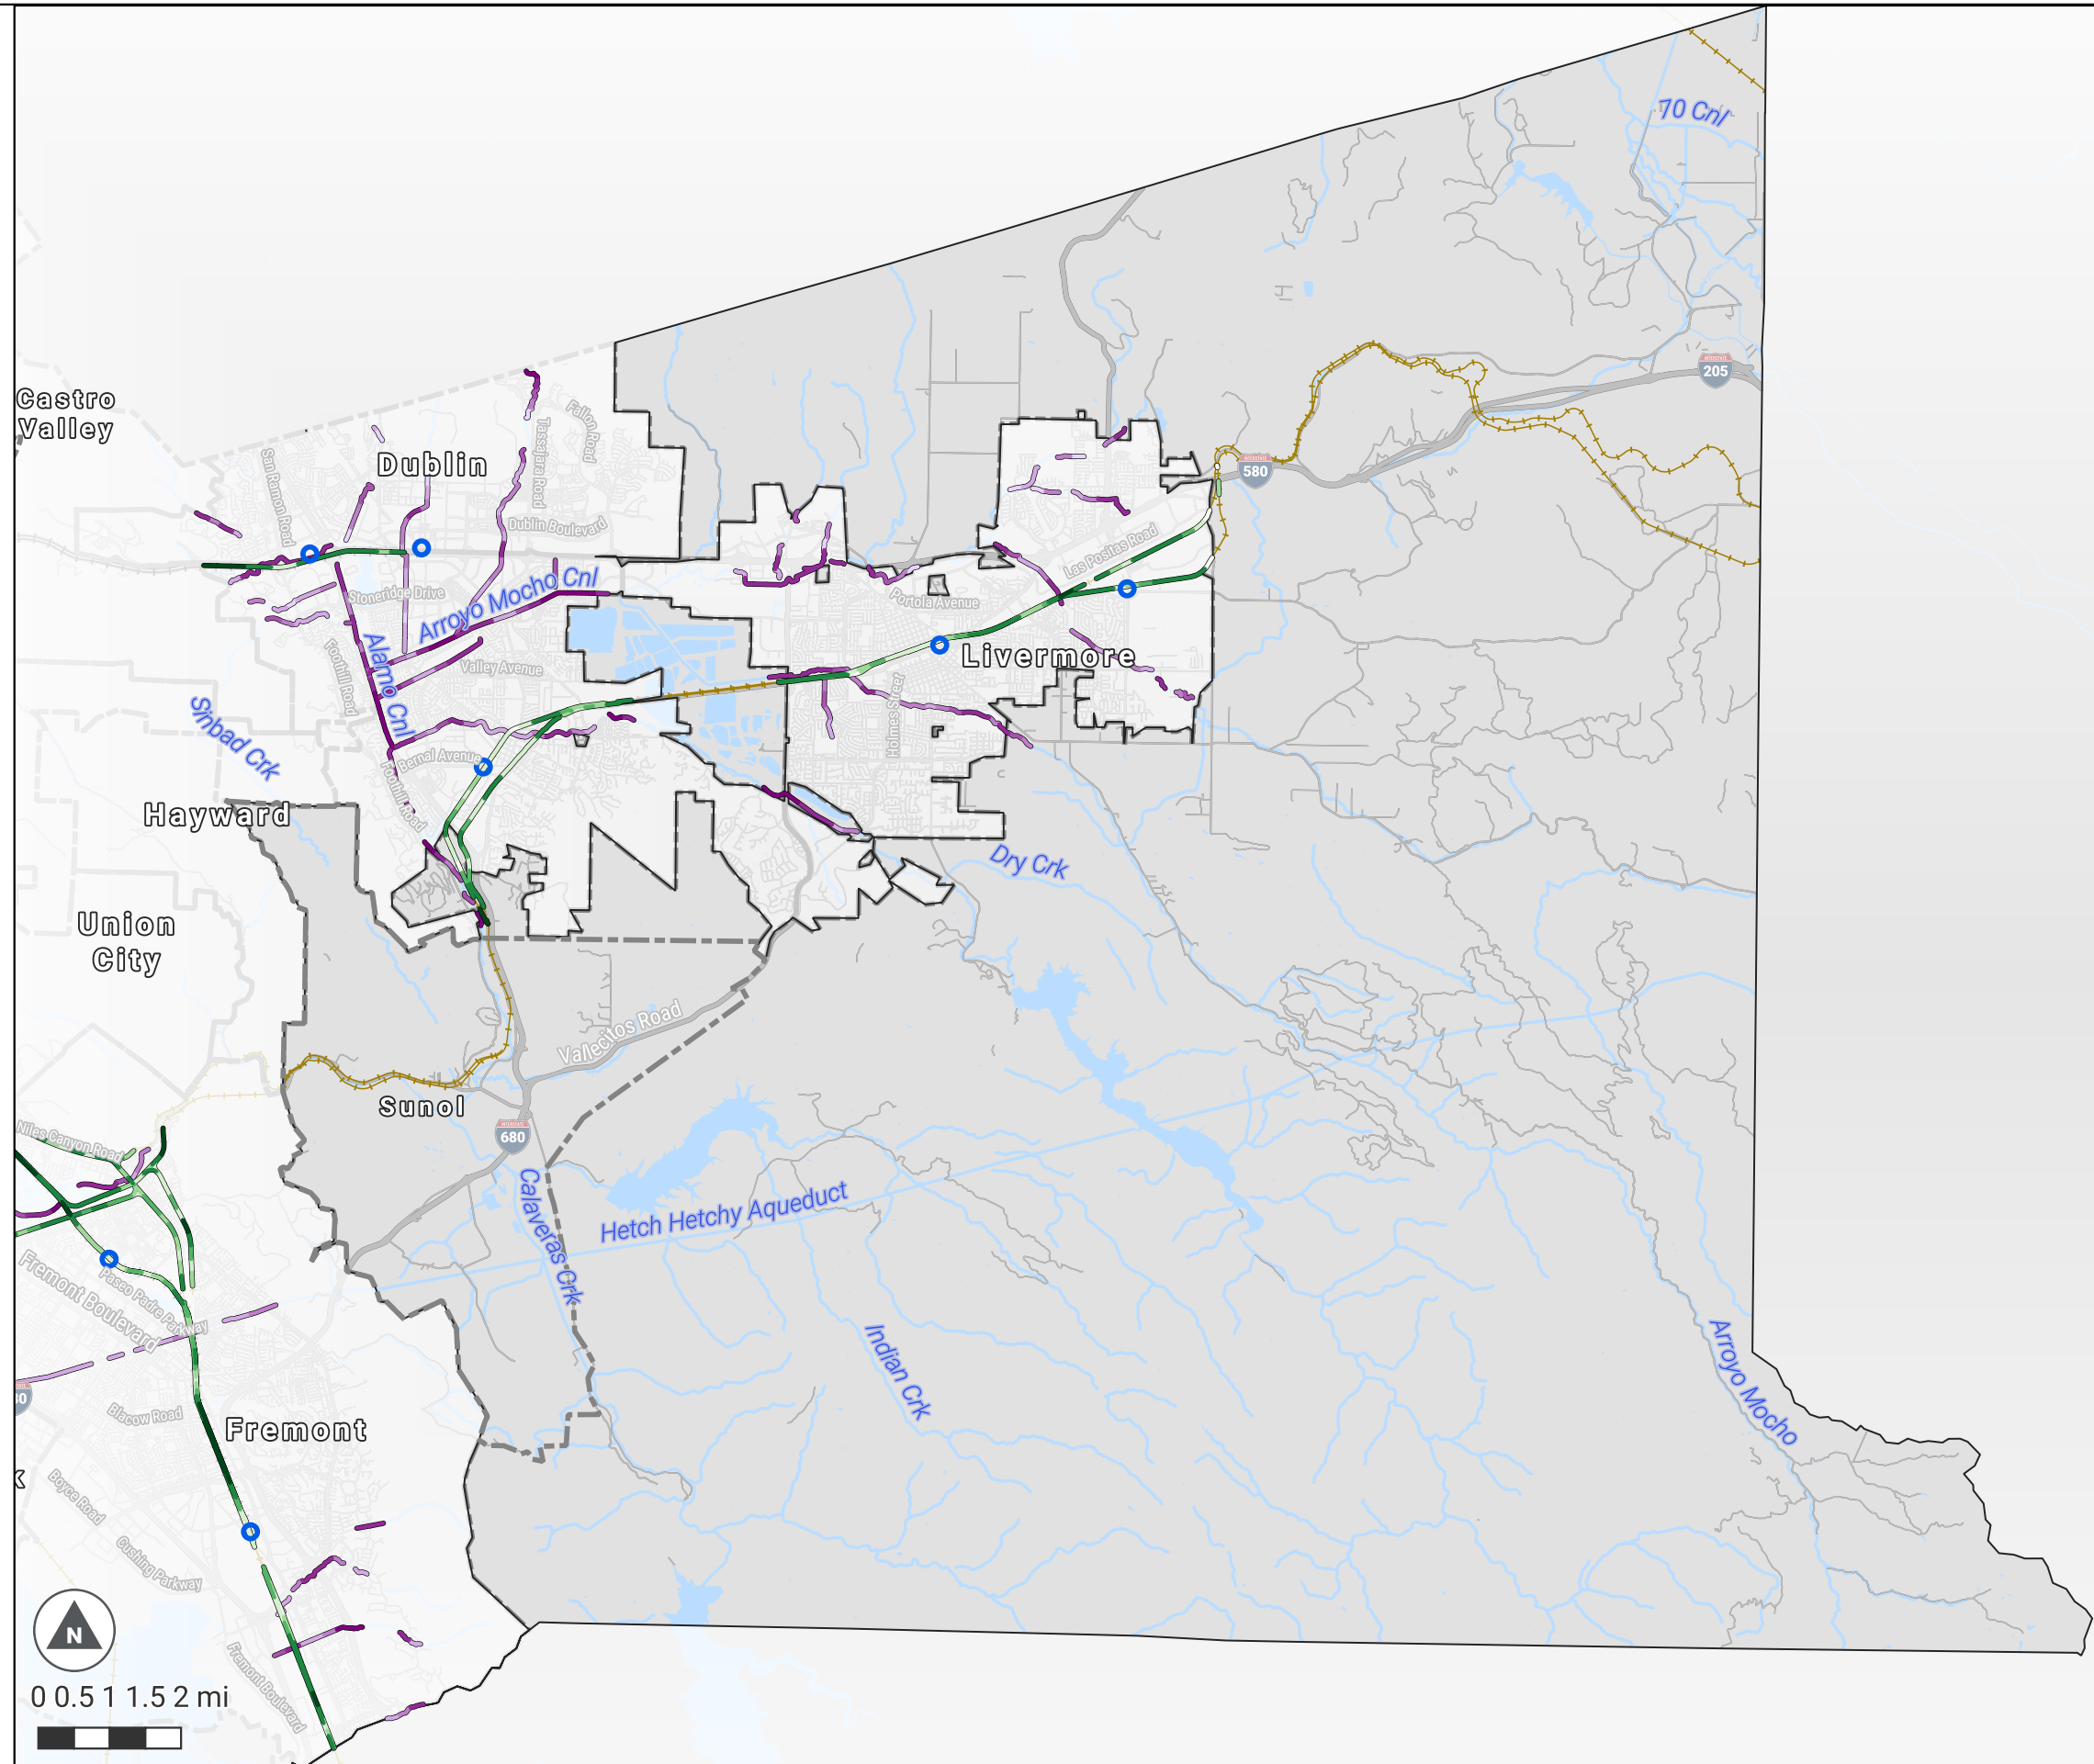 70 Cnl
INTERSTATE
205
Castro
Valley
Fallon Road
San Ramon Road
Tassajara Road
Dublin
INTERSTATE
580
Dublin Boulevard
Las Positas Road
Arroyo Mocho Cnl
Stoneridge Drive
Portola Avenue
Alamo Cnl
Foothill Road
Valley Avenue
Livermore
Sinbad Crk
Holmes Street
Bernal Avenue
Foothill Road
Hayward
Dry Crk
Union
City
Vallecitos Road
Sunol
Niles Canyon Road
680
Calaveras Crk
Hetch Hetchy Aqueduct
Fremont Boulevard
Paseo Padre Parkway
Indian Crk
Arroyo Mocho
Blacow Road
Fremont
Boyce Road
Cushing Parkway
N
Fremont Boulevard
0 0.5 1 1.5 2 mi